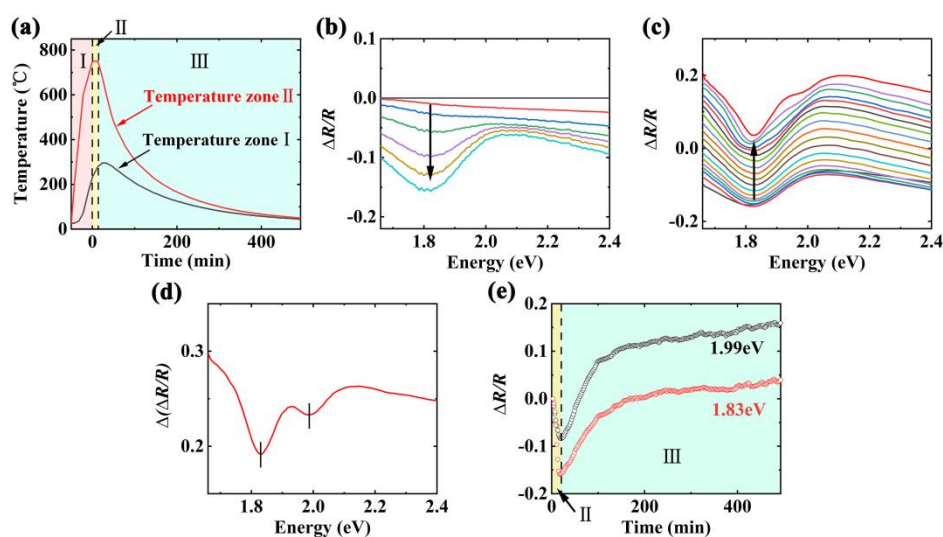 (a)
Ⅱ
Ⅰ
Ⅲ
Temperature zone Ⅱ
Temperature zone Ⅰ
Temperature (℃)
800
600
400
200
0
0 200 400
Time (min)
(b)
ΔR/R
0.1
0.0
-0.1
-0.2
1.8 2.0 2.2 2.4
Energy (eV)
(c)
ΔR/R
0.2
0.0
-0.2
1.8 2.0 2.2 2.4
Energy (eV)
(d)
Δ(ΔR/R)
0.3
0.2
1.8 2.0 2.2 2.4
Energy (eV)
(e)
ΔR/R
0.2
0.1
0.0
-0.1
-0.2
1.99eV
1.83eV
Ⅲ
0 200 400
Ⅱ
Time (min)